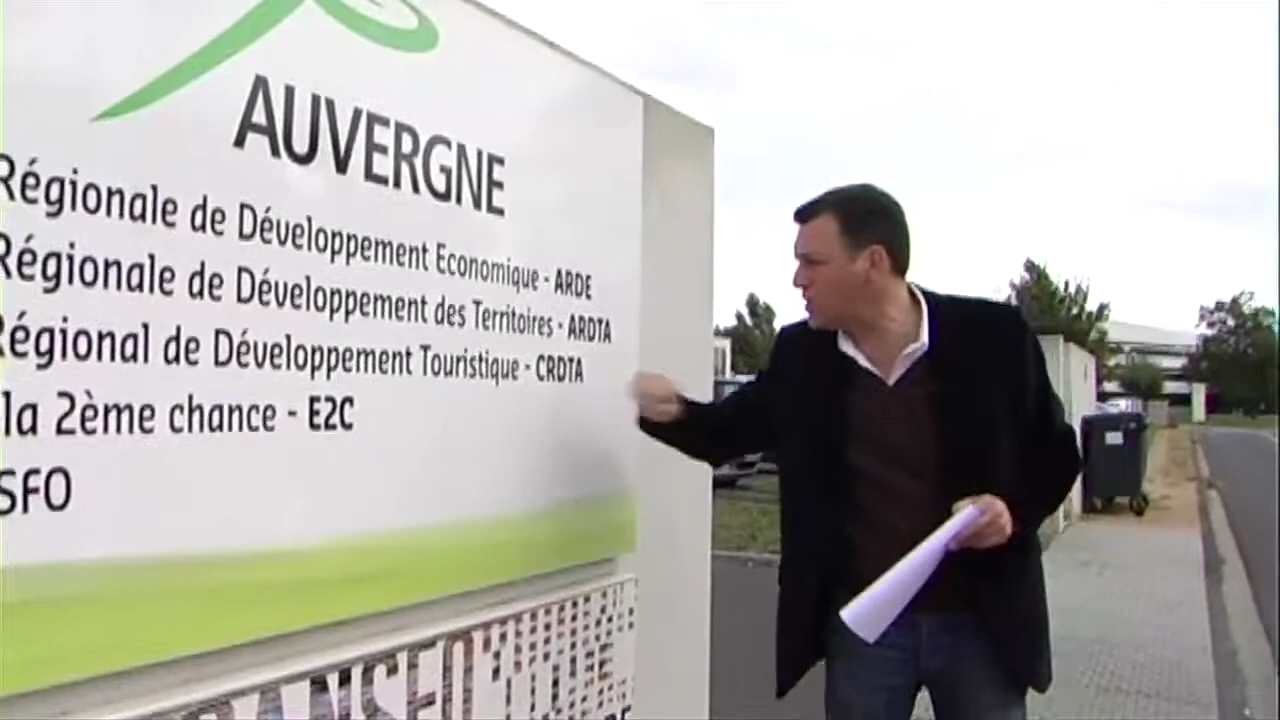 AUVERGNE
Régionale de Développement Economique - ARDE
Régionale de Développement des Territoires - ARDTA
Régional de Développement Touristique - CRDTA
la 2ème chance - E2C
SFO